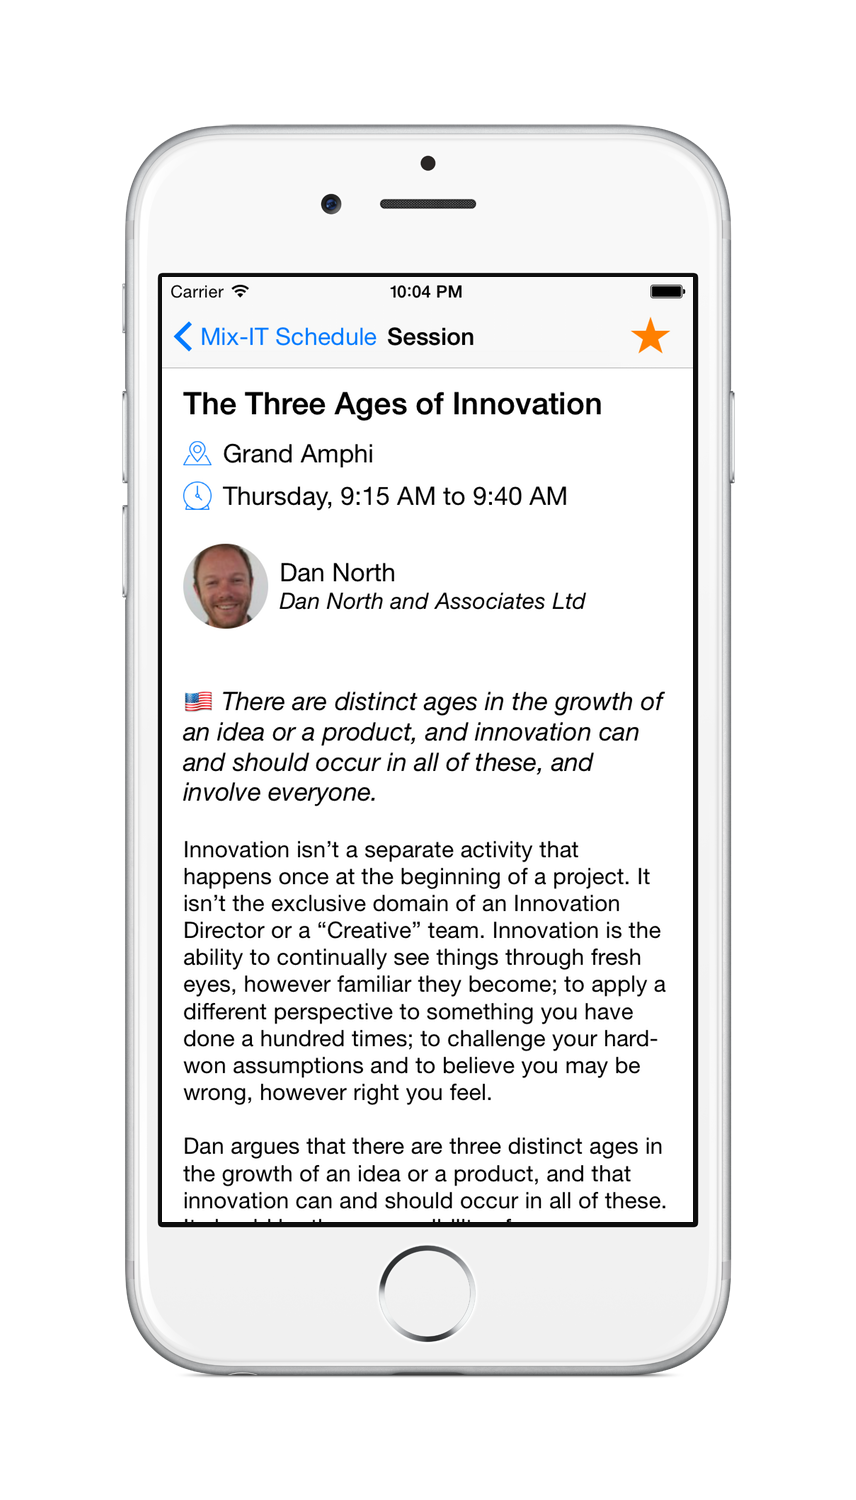 Carrier 10:04 PM
Mix-IT Schedule Session
The Three Ages of Innovation
Grand Amphi
Thursday, 9:15 AM to 9:40 AM
Dan North
Dan North and Associates Ltd
🇺🇸 There are distinct ages in the growth of
an idea or a product, and innovation can
and should occur in all of these, and
involve everyone.
Innovation isn’t a separate activity that
happens once at the beginning of a project. It
isn’t the exclusive domain of an Innovation
Director or a “Creative” team. Innovation is the
ability to continually see things through fresh
eyes, however familiar they become; to apply a
different perspective to something you have
done a hundred times; to challenge your hard-
won assumptions and to believe you may be
wrong, however right you feel.
Dan argues that there are three distinct ages in
the growth of an idea or a product, and that
innovation can and should occur in all of these.